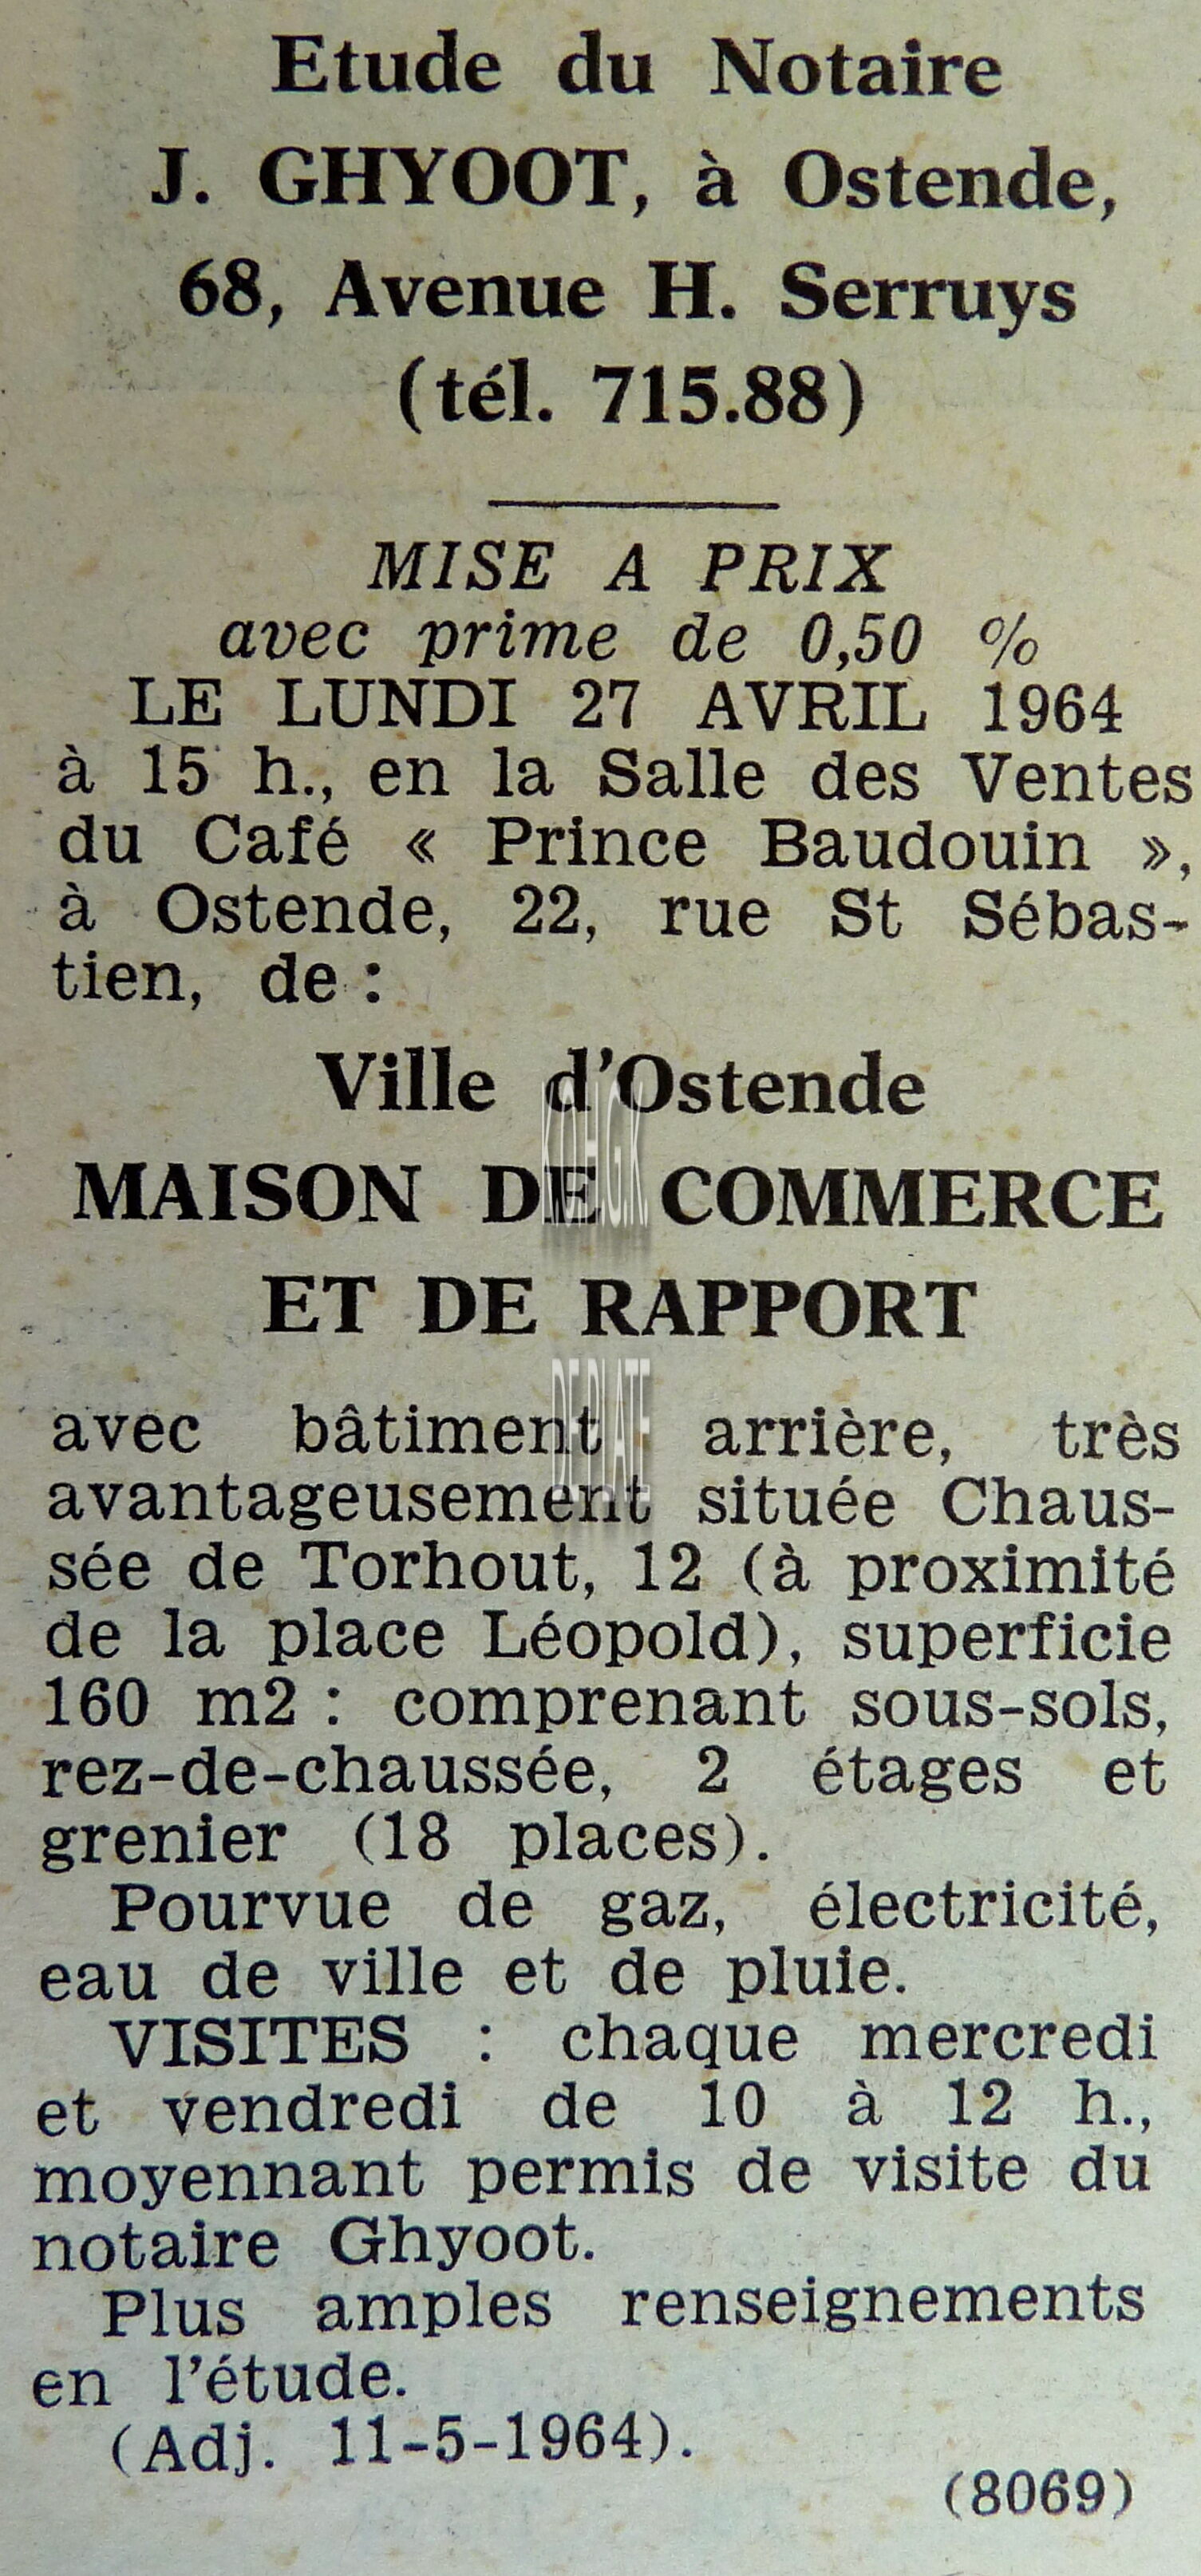 Etude du Notaire
J. GHYOOT, à Ostende,
68, Avenue H. Serruys
(tél. 715.88)
MISE A PRIX
avec prime de 0,50 %
LE LUNDI 27 AVRIL 1964
à 15 h., en la Salle des Ventes
du Café « Prince Baudouin »,
à Ostende, 22, rue St Sébas-
tien, de :
Ville d'Ostende
MAISON DE COMMERCE
ET DE RAPPORT
avec bâtiment arrière, très
avantageusement située Chaus-
sée de Torhout, 12 (à proximité
de la place Léopold), superficie
160 m2 : comprenant sous-sols,
rez-de-chaussée, 2 étages et
grenier (18 places).
Pourvue de gaz, électricité,
eau de ville et de pluie.
VISITES : chaque mercredi
et vendredi de 10 à 12 h.,
moyennant permis de visite du
notaire Ghyoot.
Plus amples renseignements
en l'étude.
(Adj. 11-5-1964).
(8069)
KOHGK
DE PLATE